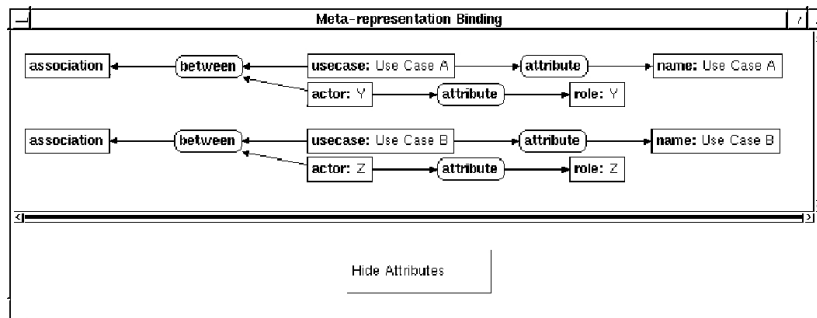 Meta-representation Binding
association between usecase: Use Case A attribute name: Use Case A
actor: Y attribute role: Y
association between usecase: Use Case B attribute name: Use Case B
actor: Z attribute role: Z
Hide Attributes